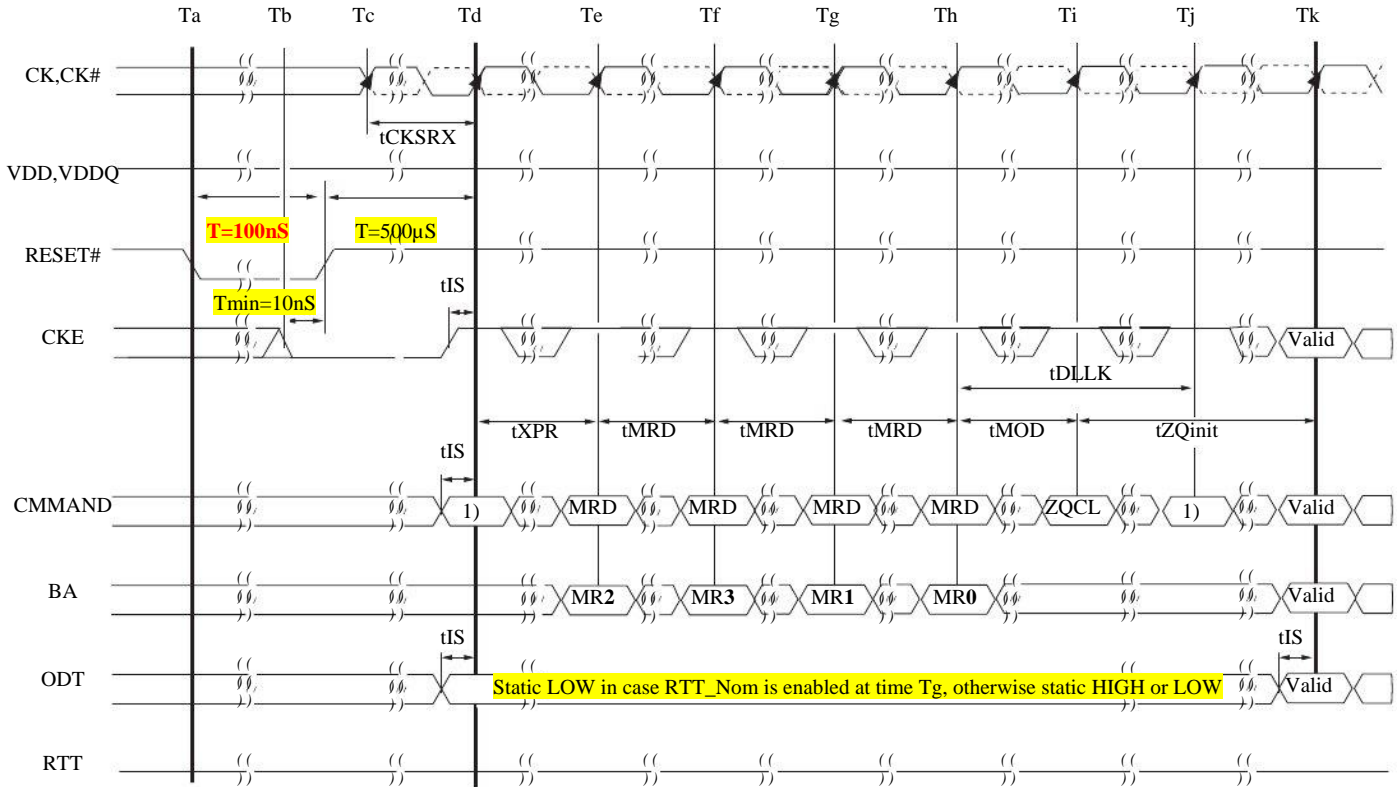 Ta Tb Tc Td Te Tf Tg Th Ti Tj Tk
CK,CK#
tCKSRX
VDD,VDDQ
T=100nS T=500µS
RESET#
Tmin=10nS tIS
CKE Valid
tDLLK
tXPR tMRD tMRD tMRD tMOD tZQinit
tIS
CMMAND 1) MRD MRD MRD MRD ZQCL 1) Valid
BA MR2 MR3 MR1 MR0 Valid
tIS tIS
ODT Static LOW in case RTT_Nom is enabled at time Tg, otherwise static HIGH or LOW Valid
RTT